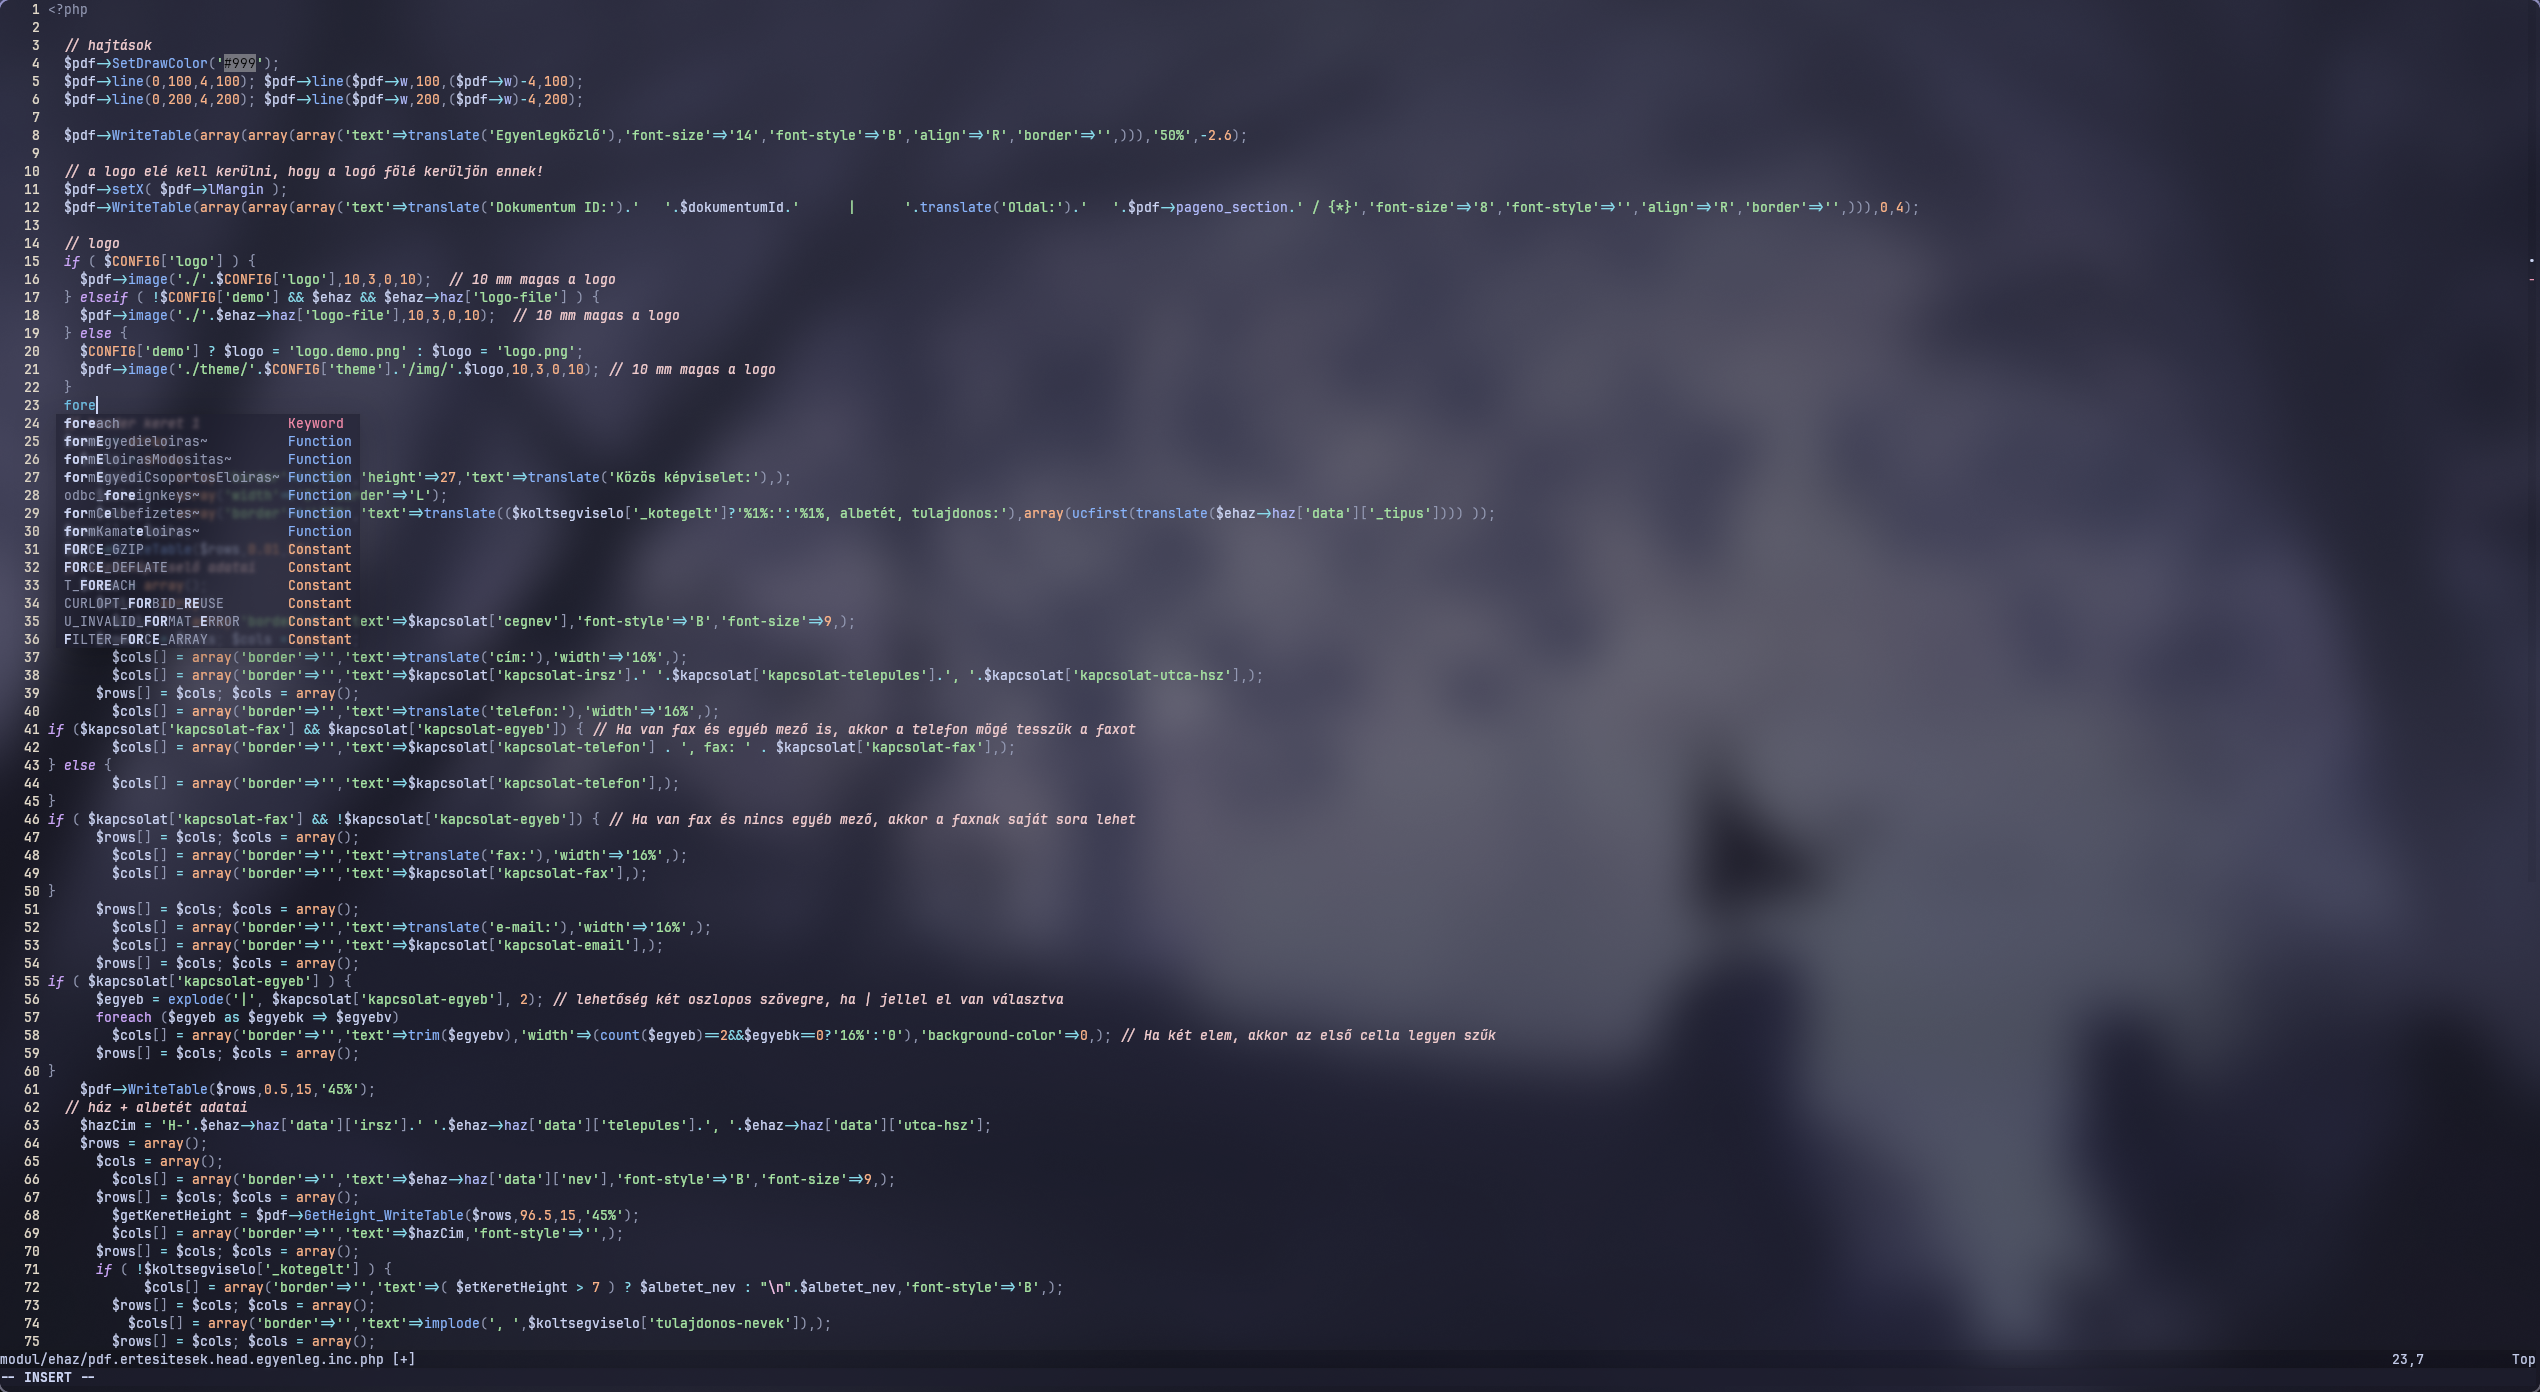 1 <?php
2
3 // hajtások
4 $pdf->SetDrawColor('#999');
5 $pdf->line(0,100,4,100); $pdf->line($pdf->w,100,($pdf->w)-4,100);
6 $pdf->line(0,200,4,200); $pdf->line($pdf->w,200,($pdf->w)-4,200);
7
8 $pdf->WriteTable(array(array(array('text'=>translate('Egyenlegközlő'),'font-size'=>'14','font-style'=>'B','align'=>'R','border'=>'',))),'50%',-2.6);
9
10 // a logo elé kell kerülni, hogy a logó fölé kerüljön ennek!
11 $pdf->setX( $pdf->lMargin );
12 $pdf->WriteTable(array(array(array('text'=>translate('Dokumentum ID:').'   '.$dokumentumId.'      |      '.translate('Oldal:').'   '.$pdf->pageno_section.' / {*}','font-size'=>'8','font-style'=>'','align'=>'R','border'=>'',))),0,4);
13
14 // logo
15 if ( $CONFIG['logo'] ) {
16 $pdf->image('./'.$CONFIG['logo'],10,3,0,10);  // 10 mm magas a logo
17 } elseif ( !$CONFIG['demo'] && $ehaz && $ehaz->haz['logo-file'] ) {
18 $pdf->image('./'.$ehaz->haz['logo-file'],10,3,0,10);  // 10 mm magas a logo
19 } else {
20 $CONFIG['demo'] ? $logo = 'logo.demo.png' : $logo = 'logo.png';
21 $pdf->image('./theme/'.$CONFIG['theme'].'/img/'.$logo,10,3,0,10); // 10 mm magas a logo
22 }
23 fore
24 foreach Keyword
25 formEgyedieloiras~ Function
26 formEloirasModositas~ Function
27 formEgyediCsoportosEloiras~ Function 'height'=>27,'text'=>translate('Közös képviselet:'),);
28 odbc_foreignkeys~ Function der'=>'L');
29 formCelbefizetes~ Function 'text'=>translate(($koltsegviselo['_kotegelt']?'%1%:':'%1%, albetét, tulajdonos:'),array(ucfirst(translate($ehaz->haz['data']['_tipus']))) ));
30 formKamateloiras~ Function
31 FORCE_GZIP Constant
32 FORCE_DEFLATE Constant
33 T_FOREACH Constant
34 CURLOPT_FORBID_REUSE Constant
35 U_INVALID_FORMAT_ERROR Constant ext'=>$kapcsolat['cegnev'],'font-style'=>'B','font-size'=>9,);
36 FILTER_FORCE_ARRAY Constant
37 $cols[] = array('border'=>'','text'=>translate('cím:'),'width'=>'16%',);
38 $cols[] = array('border'=>'','text'=>$kapcsolat['kapcsolat-irsz'].' '.$kapcsolat['kapcsolat-telepules'].', '.$kapcsolat['kapcsolat-utca-hsz'],);
39 $rows[] = $cols; $cols = array();
40 $cols[] = array('border'=>'','text'=>translate('telefon:'),'width'=>'16%',);
41 if ($kapcsolat['kapcsolat-fax'] && $kapcsolat['kapcsolat-egyeb']) { // Ha van fax és egyéb mező is, akkor a telefon mögé tesszük a faxot
42 $cols[] = array('border'=>'','text'=>$kapcsolat['kapcsolat-telefon'] . ', fax: ' . $kapcsolat['kapcsolat-fax'],);
43 } else {
44 $cols[] = array('border'=>'','text'=>$kapcsolat['kapcsolat-telefon'],);
45 }
46 if ( $kapcsolat['kapcsolat-fax'] && !$kapcsolat['kapcsolat-egyeb']) { // Ha van fax és nincs egyéb mező, akkor a faxnak saját sora lehet
47 $rows[] = $cols; $cols = array();
48 $cols[] = array('border'=>'','text'=>translate('fax:'),'width'=>'16%',);
49 $cols[] = array('border'=>'','text'=>$kapcsolat['kapcsolat-fax'],);
50 }
51 $rows[] = $cols; $cols = array();
52 $cols[] = array('border'=>'','text'=>translate('e-mail:'),'width'=>'16%',);
53 $cols[] = array('border'=>'','text'=>$kapcsolat['kapcsolat-email'],);
54 $rows[] = $cols; $cols = array();
55 if ( $kapcsolat['kapcsolat-egyeb'] ) {
56 $egyeb = explode('|', $kapcsolat['kapcsolat-egyeb'], 2); // lehetőség két oszlopos szövegre, ha | jellel el van választva
57 foreach ($egyeb as $egyebk => $egyebv)
58 $cols[] = array('border'=>'','text'=>trim($egyebv),'width'=>(count($egyeb)==2&&$egyebk==0?'16%':'0'),'background-color'=>0,); // Ha két elem, akkor az első cella legyen szűk
59 $rows[] = $cols; $cols = array();
60 }
61 $pdf->WriteTable($rows,0.5,15,'45%');
62 // ház + albetét adatai
63 $hazCim = 'H-'.$ehaz->haz['data']['irsz'].' '.$ehaz->haz['data']['telepules'].', '.$ehaz->haz['data']['utca-hsz'];
64 $rows = array();
65 $cols = array();
66 $cols[] = array('border'=>'','text'=>$ehaz->haz['data']['nev'],'font-style'=>'B','font-size'=>9,);
67 $rows[] = $cols; $cols = array();
68 $getKeretHeight = $pdf->GetHeight_WriteTable($rows,96.5,15,'45%');
69 $cols[] = array('border'=>'','text'=>$hazCim,'font-style'=>'',);
70 $rows[] = $cols; $cols = array();
71 if ( !$koltsegviselo['_kotegelt'] ) {
72 $cols[] = array('border'=>'','text'=>( $etKeretHeight > 7 ) ? $albetet_nev : "\n".$albetet_nev,'font-style'=>'B',);
73 $rows[] = $cols; $cols = array();
74 $cols[] = array('border'=>'','text'=>implode(', ',$koltsegviselo['tulajdonos-nevek']),);
75 $rows[] = $cols; $cols = array();
modul/ehaz/pdf.ertesitesek.head.egyenleg.inc.php [+] 23,7 Top
-- INSERT --